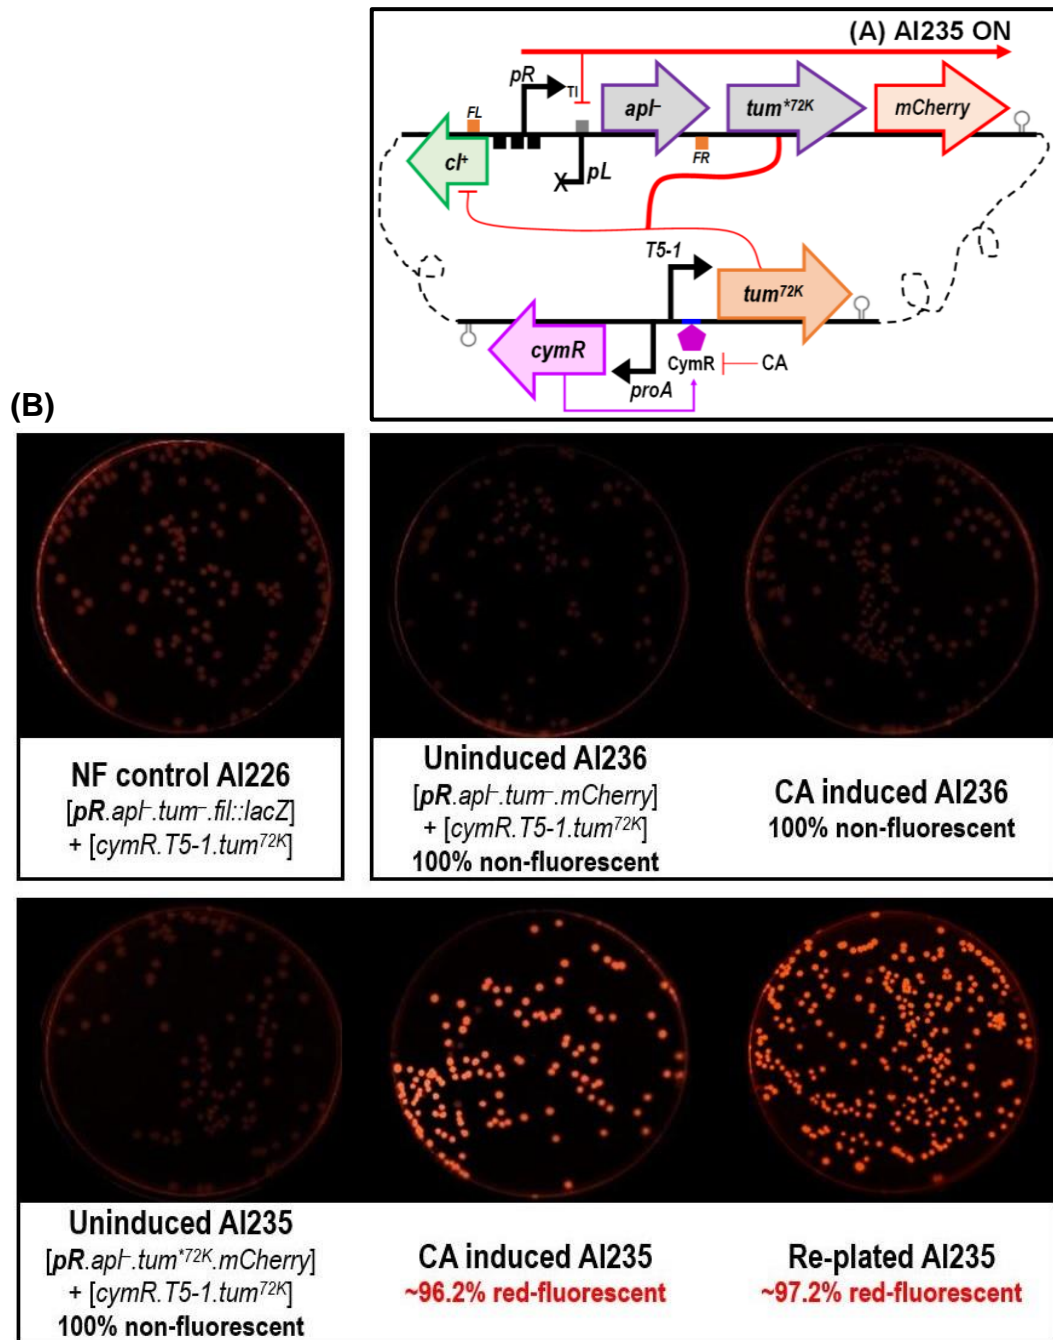 (A) AI235 ON
pR
TI
apl⁻
tum*⁷²ᴷ
mCherry
FL
cI⁺
pL
FR
T5-1
tum⁷²ᴷ
cymR
proA
CymR
CA
(B)
NF control AI226
[pR.apl⁻.tum⁻.fil::lacZ]
+ [cymR.T5-1.tum⁷²ᴷ]
Uninduced AI236
[pR.apl⁻.tum⁻.mCherry]
+ [cymR.T5-1.tum⁷²ᴷ]
100% non-fluorescent
CA induced AI236
100% non-fluorescent
Uninduced AI235
[pR.apl⁻.tum*⁷²ᴷ.mCherry]
+ [cymR.T5-1.tum⁷²ᴷ]
100% non-fluorescent
CA induced AI235
~96.2% red-fluorescent
Re-plated AI235
~97.2% red-fluorescent